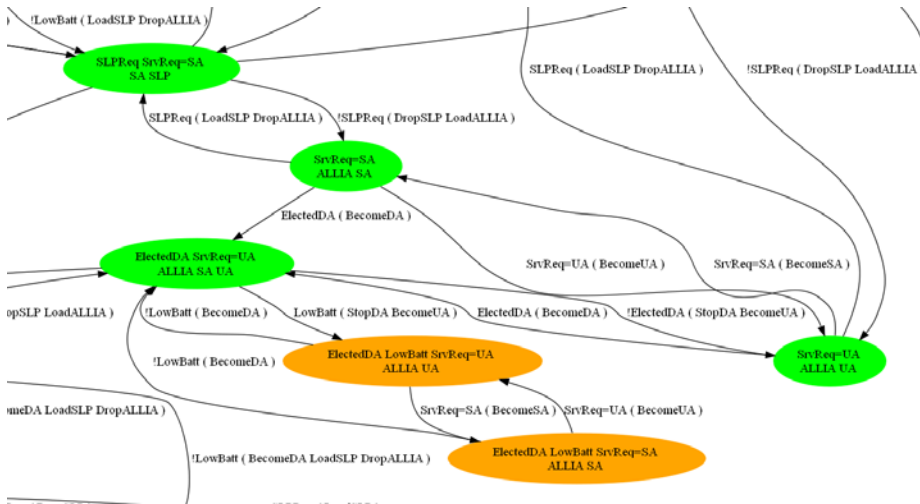 !LowBatt ( LoadSLP DropALLIA )
SLPReq SrvReq=SA
SA SLP
SLPReq ( LoadSLP DropALLIA )
!SLPReq ( DropSLP LoadALLIA
SLPReq ( LoadSLP DropALLIA )
!SLPReq ( DropSLP LoadALLIA )
SrvReq=SA
ALLIA SA
ElectedDA ( BecomeDA )
ElectedDA SrvReq=UA
ALLIA SA UA
SrvReq=UA ( BecomeUA )
SrvReq=SA ( BecomeSA )
opSLP LoadALLIA )
!LowBatt ( BecomeDA )
LowBatt ( StopDA BecomeUA )
ElectedDA ( BecomeDA )
!ElectedDA ( StopDA BecomeUA )
!LowBatt ( BecomeDA )
ElectedDA LowBatt SrvReq=UA
ALLIA UA
SrvReq=UA
ALLIA UA
omeDA LoadSLP DropALLIA )
SrvReq=SA ( BecomeSA )
SrvReq=UA ( BecomeUA )
!LowBatt ( BecomeDA LoadSLP DropALLIA )
ElectedDA LowBatt SrvReq=SA
ALLIA SA